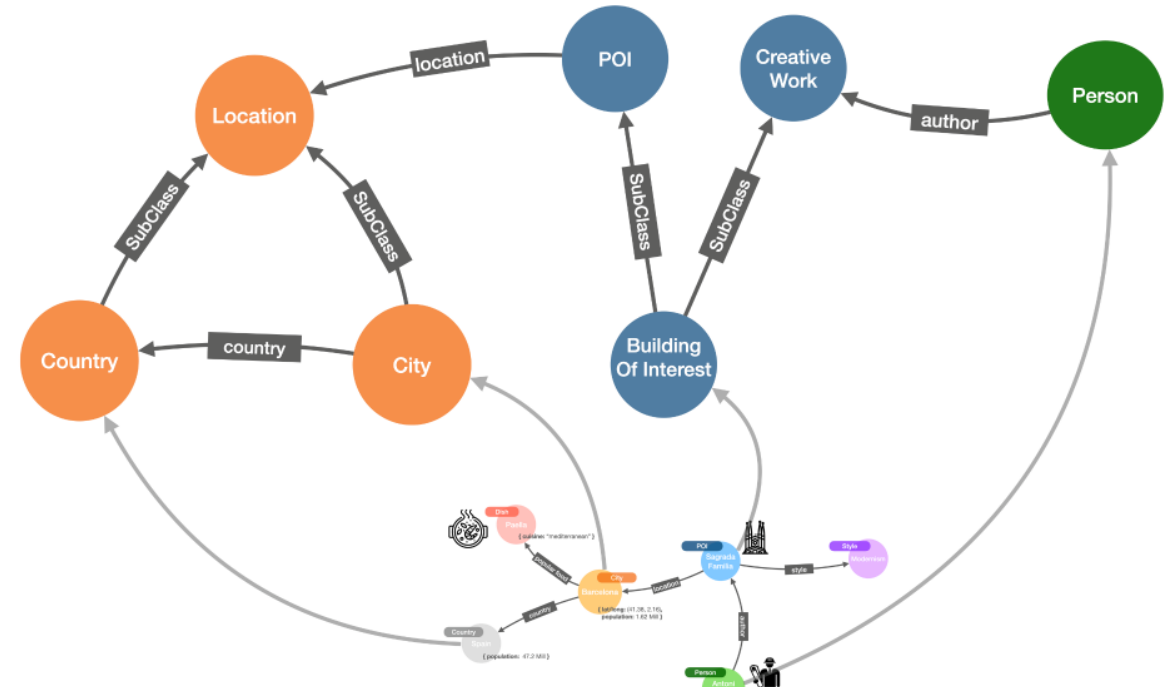 location
POI
Creative
Work
Person
Location
author
SubClass
SubClass
SubClass
SubClass
Country
country
City
Building
Of Interest
Dish
Paella
{ cuisine: "mediterranean" }
popular food
City
Barcelona
{ lat/long: (41.38, 2.16),
population: 1.62 Mill }
location
POI
Sagrada
Familia
style
Style
Modernism
country
Country
Spain
{ population: 47.2 Mill }
author
Person
Antoni